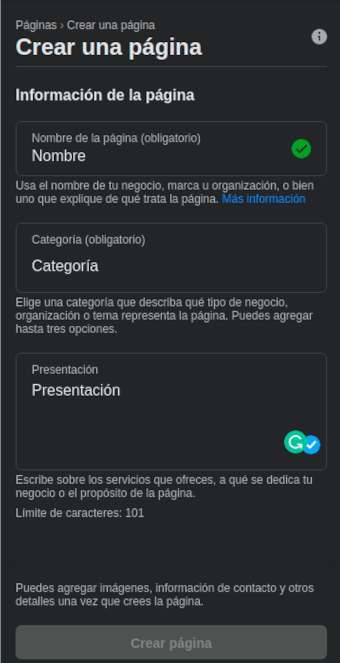 Páginas › Crear una página
Crear una página
Información de la página
Nombre de la página (obligatorio)
Nombre
Usa el nombre de tu negocio, marca u organización, o bien
uno que explique de qué trata la página. Más información
Categoría (obligatorio)
Categoría
Elige una categoría que describa qué tipo de negocio,
organización o tema representa la página. Puedes agregar
hasta tres opciones.
Presentación
Presentación
Escribe sobre los servicios que ofreces, a qué se dedica tu
negocio o el propósito de la página.
Límite de caracteres: 101
Puedes agregar imágenes, información de contacto y otros
detalles una vez que crees la página.
Crear página